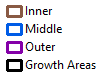 Inner
Middle
Outer
Growth Areas